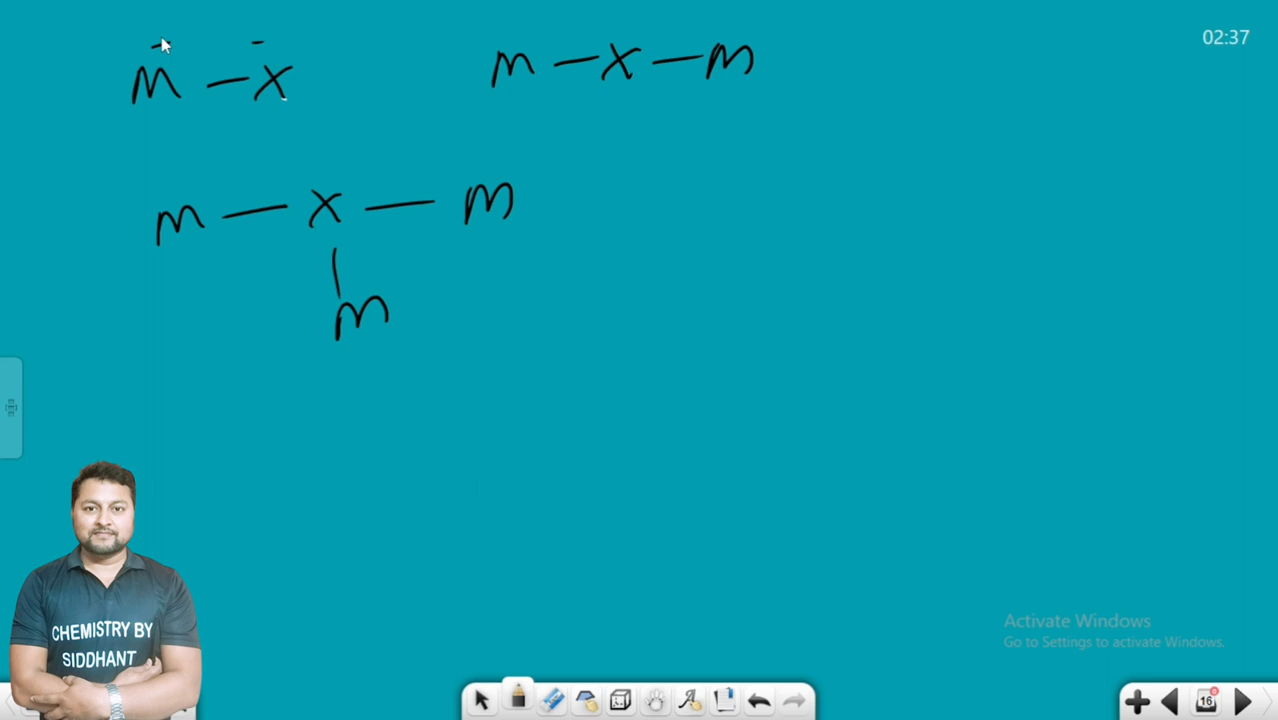 02:37
m - x
m - x - m
m - x - m
m
CHEMISTRY BY
SIDDHANT
Activate Windows
Go to Settings to activate Windows.
16